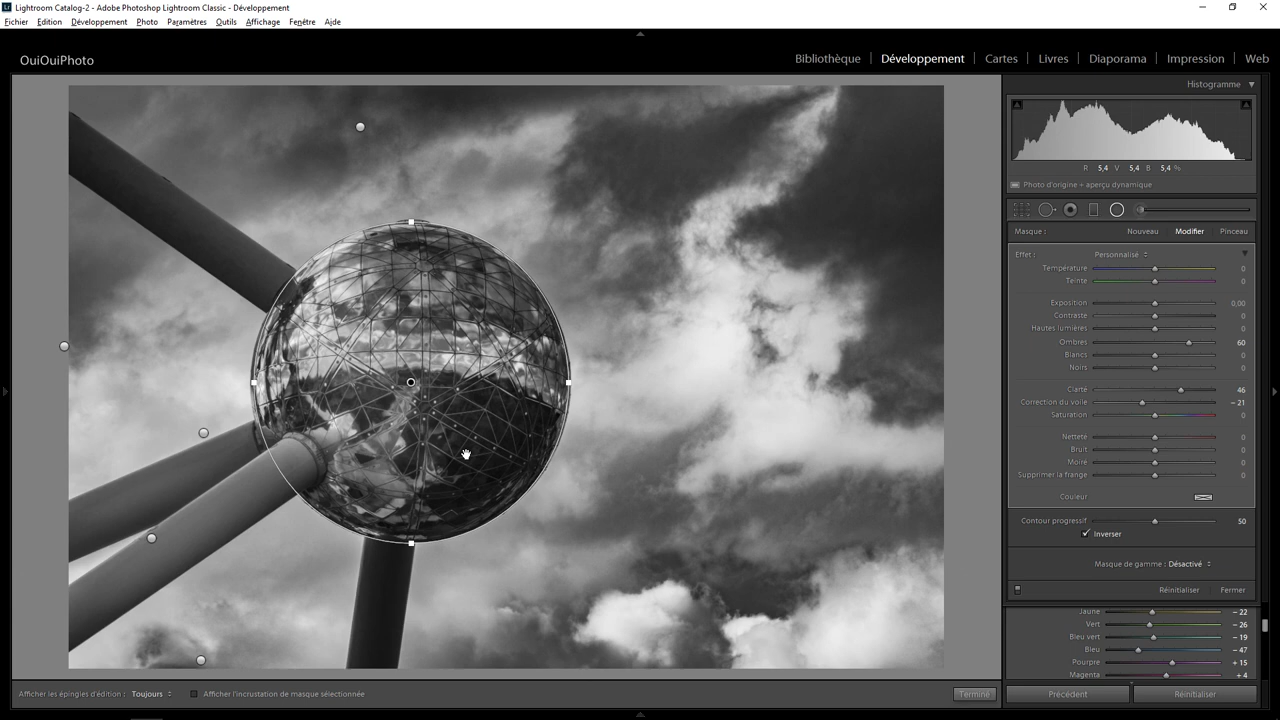 Lightroom Catalog-2 - Adobe Photoshop Lightroom Classic - Développement
Fichier Edition Développement Photo Paramètres Outils Affichage Fenêtre Aide
OuiOuiPhoto
Bibliothèque | Développement | Cartes | Livres | Diaporama | Impression | Web
Histogramme
R 5,4 V 5,4 B 5,4 %
Photo d'origine + aperçu dynamique
Masque : Nouveau Modifier Pinceau
Effet : Personnalisé
Température 0
Teinte 0
Exposition 0,00
Contraste 0
Hautes lumières 0
Ombres 60
Blancs 0
Noirs 0
Clarté 46
Correction du voile – 21
Saturation 0
Netteté 0
Bruit 0
Moiré 0
Supprimer la frange 0
Couleur
Contour progressif 50
Inverser
Masque de gamme : Désactivé
Réinitialiser Fermer
Jaune – 22
Vert – 26
Bleu vert – 19
Bleu – 47
Pourpre + 15
Magenta + 4
Afficher les épingles d'édition : Toujours Afficher l'incrustation de masque sélectionnée Terminé
Précédent Réinitialiser